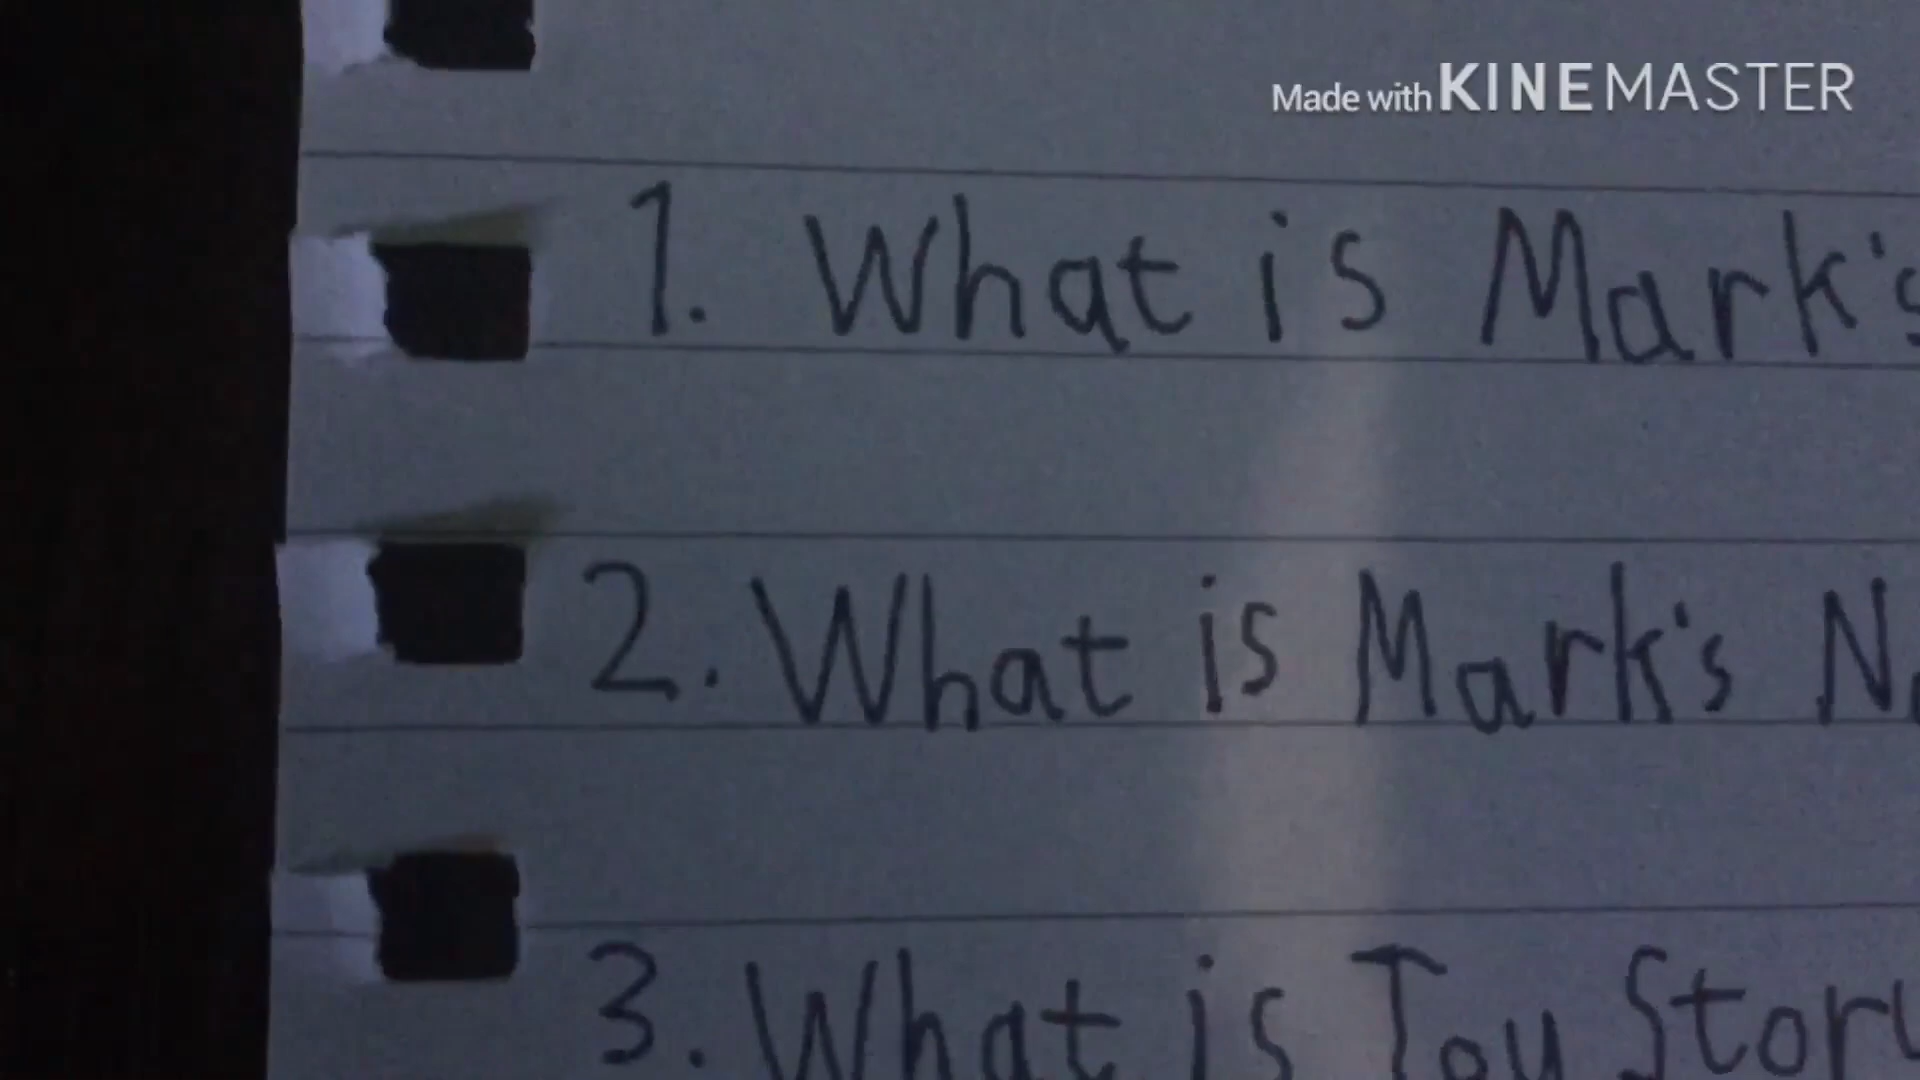 Made with KINEMASTER
1. What is Mark's
2. What is Mark's
3. What is Toy Story